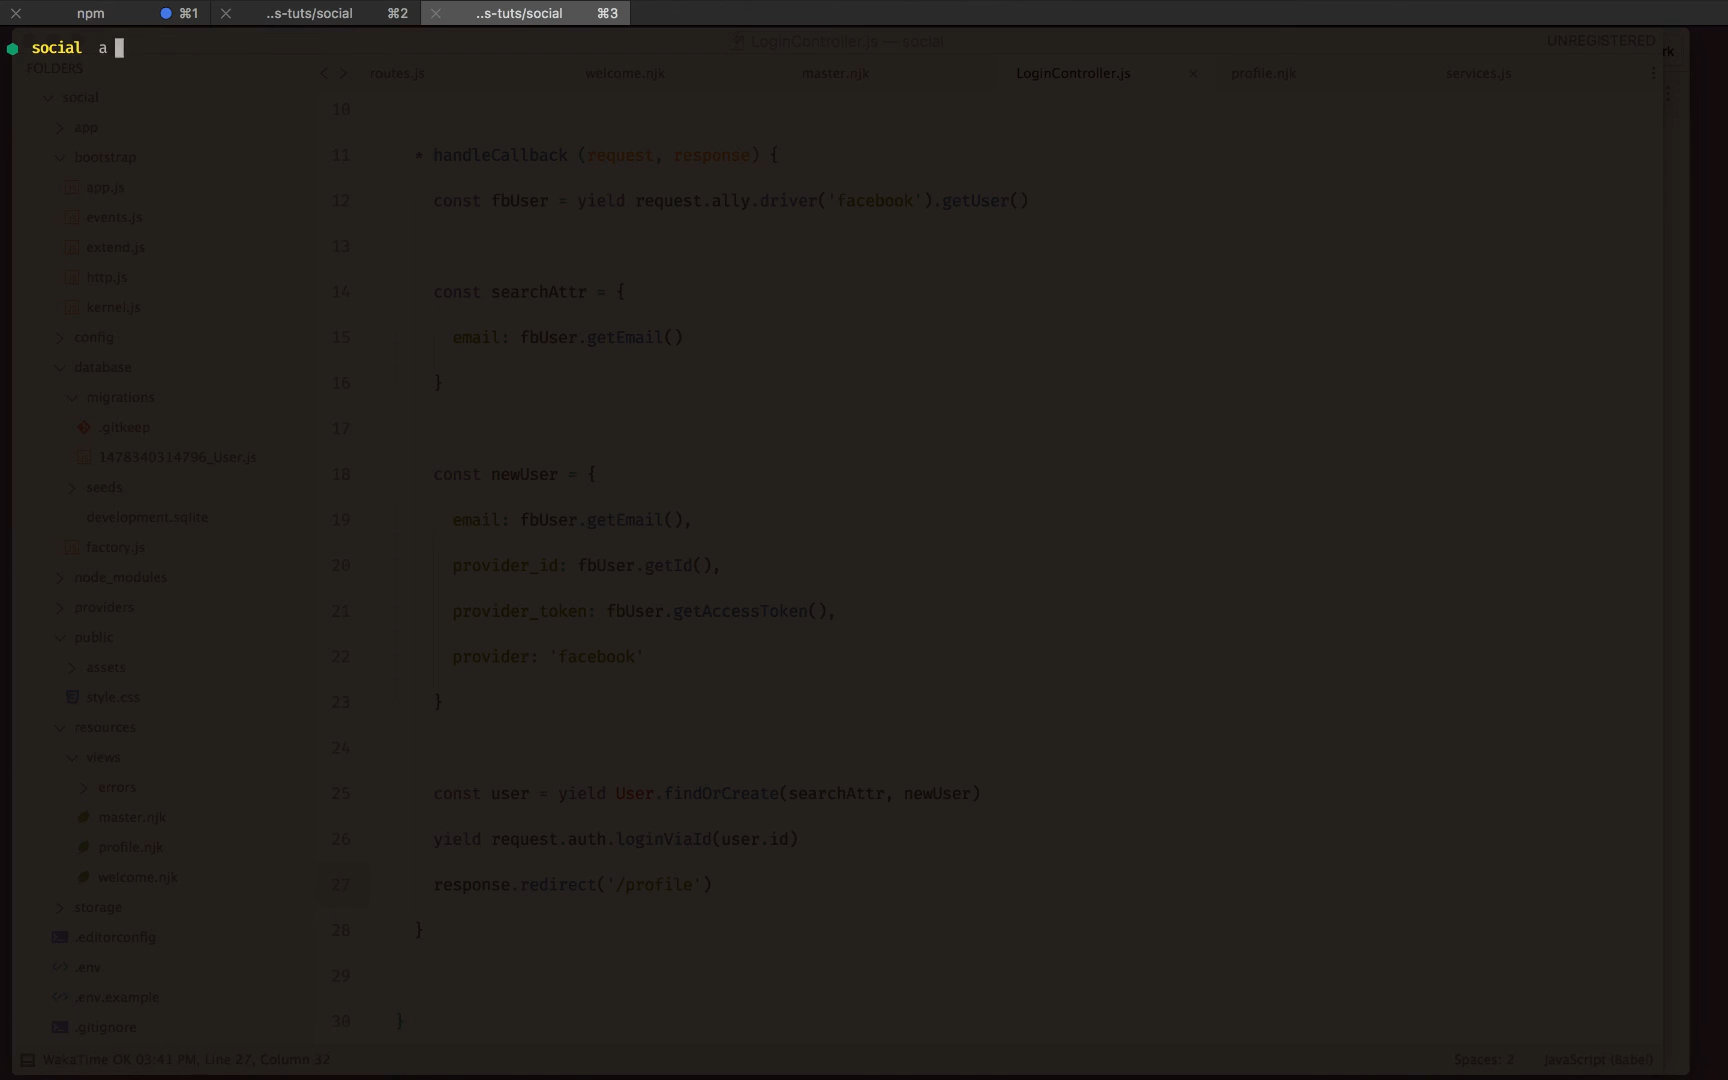 npm ⌘1 ..s-tuts/social ⌘2 ..s-tuts/social ⌘3
social a
LoginController.js — social
UNREGISTERED
rk
FOLDERS
routes.js welcome.njk master.njk LoginController.js profile.njk services.js
social
app
bootstrap
app.js
events.js
extend.js
http.js
kernel.js
config
database
migrations
.gitkeep
1478340314796_User.js
seeds
development.sqlite
factory.js
node_modules
providers
public
assets
style.css
resources
views
errors
master.njk
profile.njk
welcome.njk
storage
.editorconfig
.env
.env.example
.gitignore
10
11 * handleCallback (request, response) {
12 const fbUser = yield request.ally.driver('facebook').getUser()
13
14 const searchAttr = {
15 email: fbUser.getEmail()
16 }
17
18 const newUser = {
19 email: fbUser.getEmail(),
20 provider_id: fbUser.getId(),
21 provider_token: fbUser.getAccessToken(),
22 provider: 'facebook'
23 }
24
25 const user = yield User.findOrCreate(searchAttr, newUser)
26 yield request.auth.loginViaId(user.id)
27 response.redirect('/profile')
28 }
29
30 }
WakaTime OK 03:41 PM, Line 27, Column 32
Spaces: 2 JavaScript (Babel)